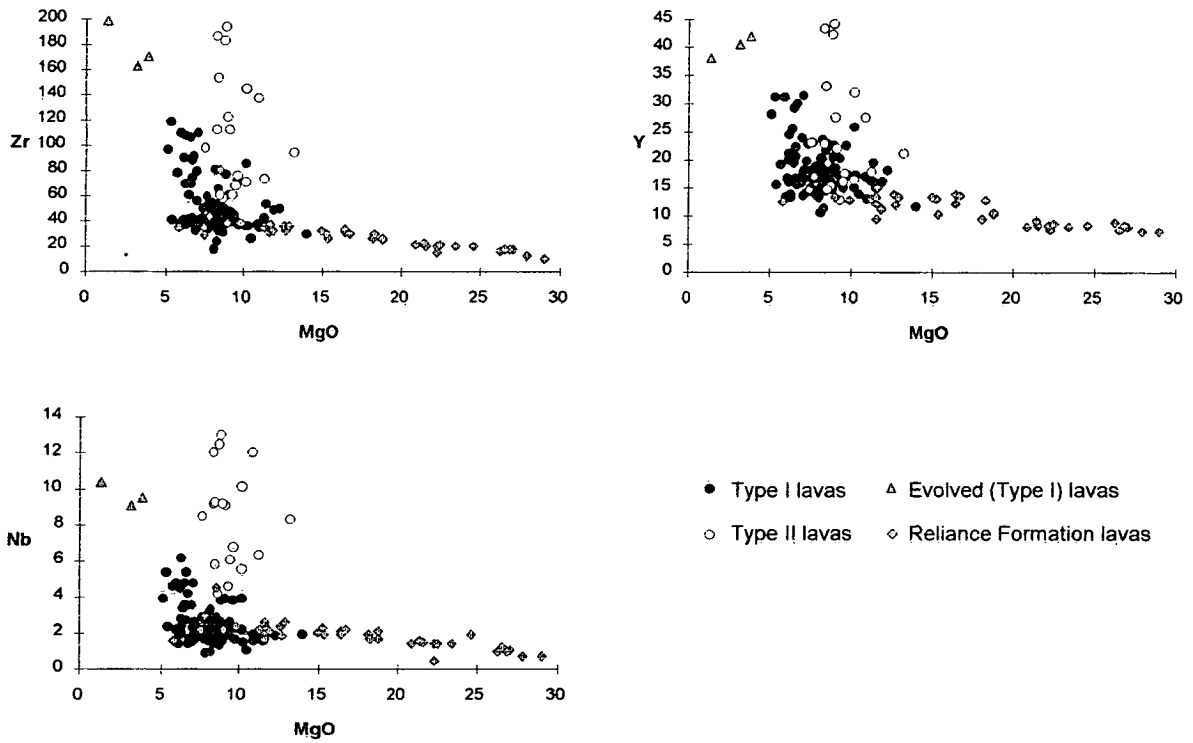 200
180
160
140
120
100
80
60
40
20
0
Zr
0 5 10 15 20 25 30
MgO
45
40
35
30
25
20
15
10
5
0
Y
0 5 10 15 20 25 30
MgO
14
12
10
8
6
4
2
0
Nb
0 5 10 15 20 25 30
MgO
Type I lavas
Evolved (Type I) lavas
Type II lavas
Reliance Formation lavas